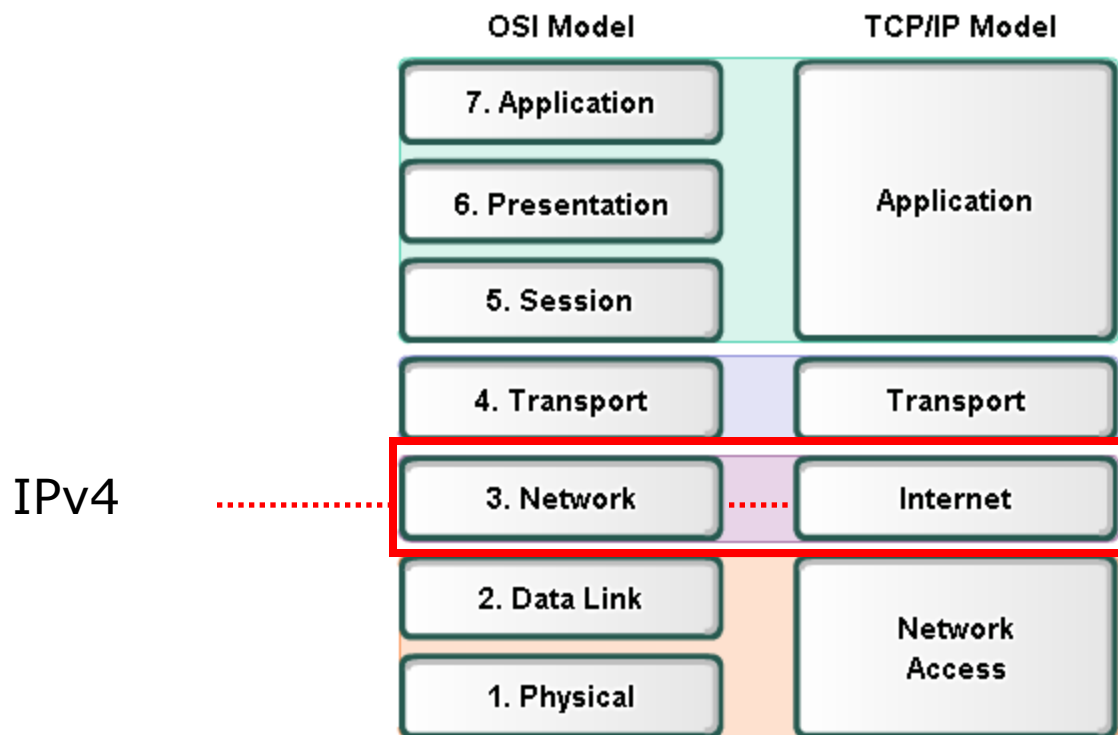 OSI Model
TCP/IP Model
7. Application
6. Presentation
5. Session
Application
4. Transport
Transport
IPv4
3. Network
Internet
2. Data Link
1. Physical
Network
Access